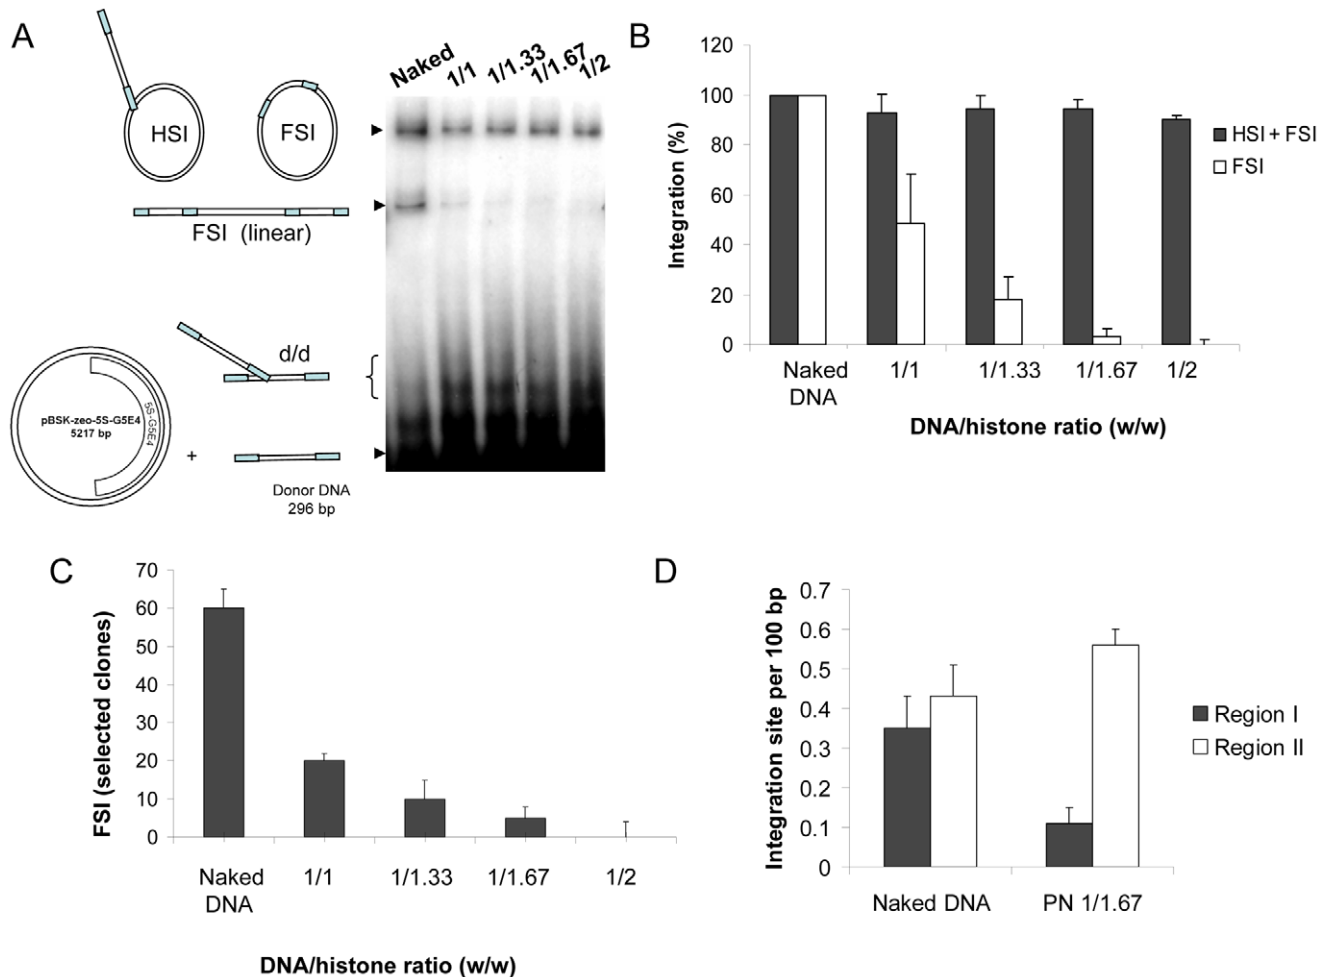 A
HSI
FSI
FSI (linear)
d/d
pBSK-zeo-5S-G5E4
5217 bp
5S-G5E4
+
Donor DNA
296 bp
Naked
1/1
1/1.33
1/1.67
1/2
B
Integration (%)
120
100
80
60
40
20
0
Naked DNA
1/1
1/1.33
1/1.67
1/2
DNA/histone ratio (w/w)
HSI + FSI
FSI
C
FSI (selected clones)
70
60
50
40
30
20
10
0
Naked DNA
1/1
1/1.33
1/1.67
1/2
DNA/histone ratio (w/w)
D
Integration site per 100 bp
0.7
0.6
0.5
0.4
0.3
0.2
0.1
0
Naked DNA
PN 1/1.67
Region I
Region II